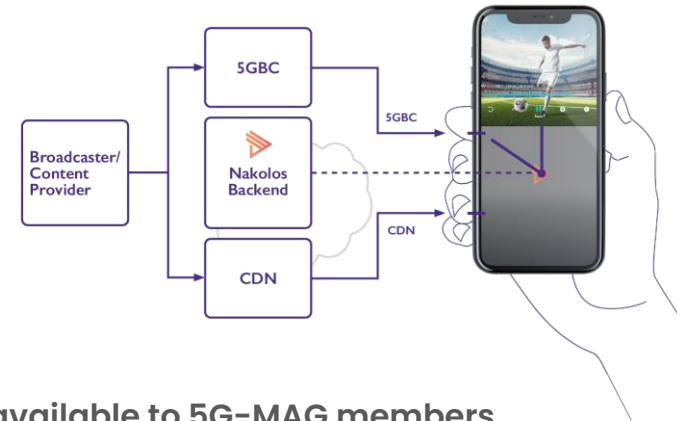 5GBC
5GBC
Broadcaster/
Content
Provider
Nakolos
Backend
CDN
CDN
available to 5G-MAG members